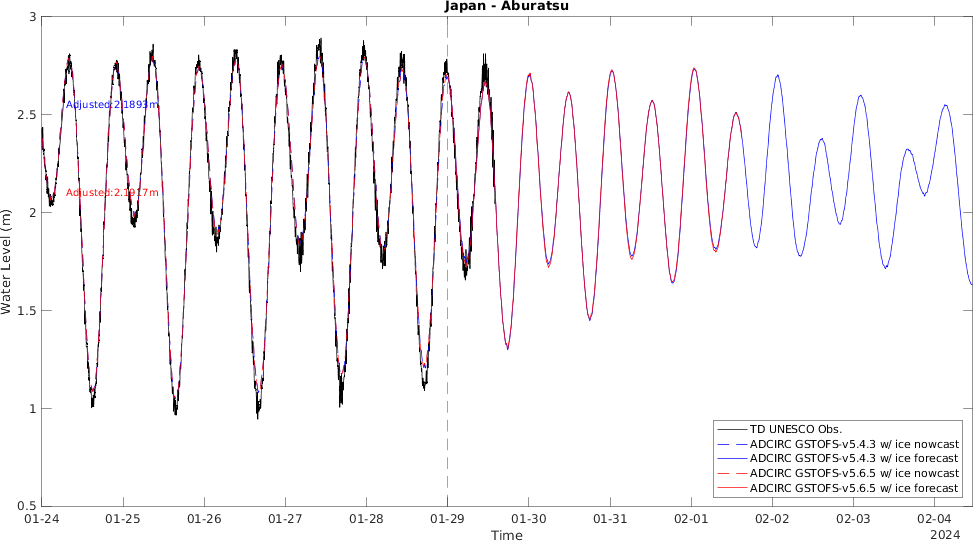 Japan - Aburatsu
3
2.5
2
1.5
1
0.5
Water Level (m)
Adjusted:2.1893m
Adjusted:2.1917m
TD UNESCO Obs.
ADCIRC GSTOFS-v5.4.3 w/ ice nowcast
ADCIRC GSTOFS-v5.4.3 w/ ice forecast
ADCIRC GSTOFS-v5.6.5 w/ ice nowcast
ADCIRC GSTOFS-v5.6.5 w/ ice forecast
01-24 01-25 01-26 01-27 01-28 01-29 01-30 01-31 02-01 02-02 02-03 02-04
Time
2024